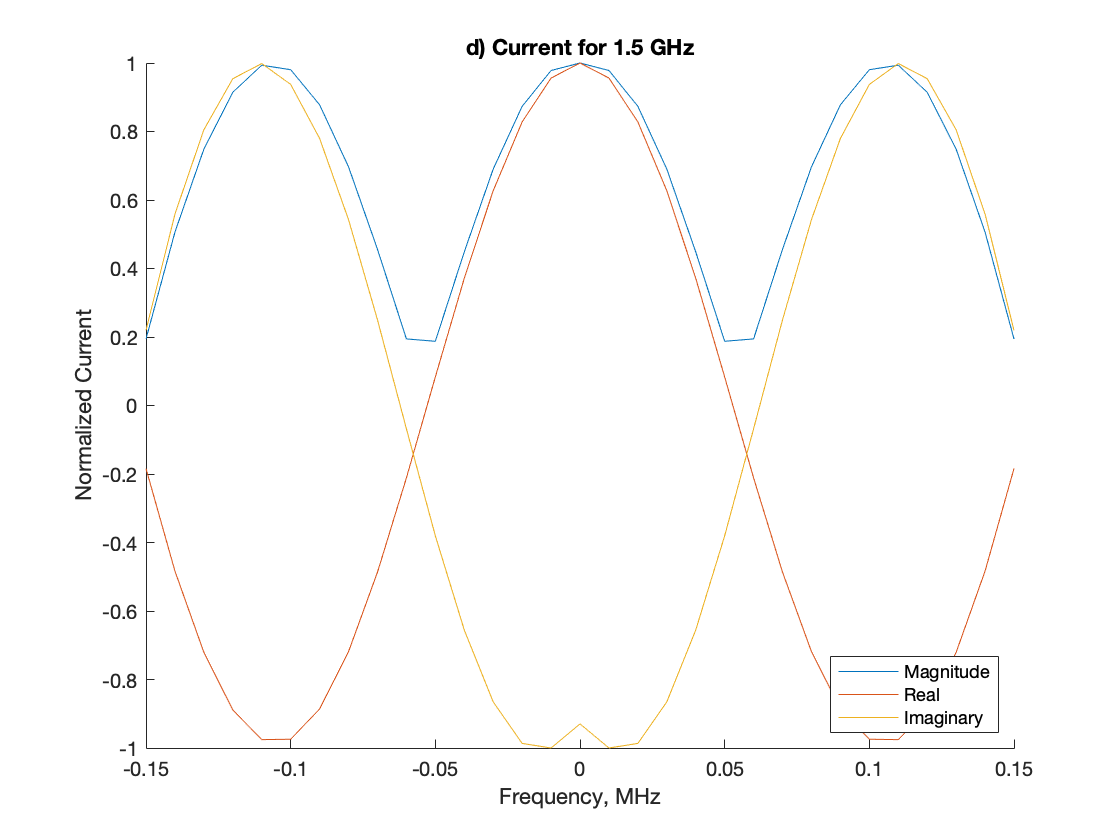 d) Current for 1.5 GHz
1
0.8
0.6
0.4
0.2
0
-0.2
-0.4
-0.6
-0.8
-1
Normalized Current
Magnitude
Real
Imaginary
-0.15 -0.1 -0.05 0 0.05 0.1 0.15
Frequency, MHz